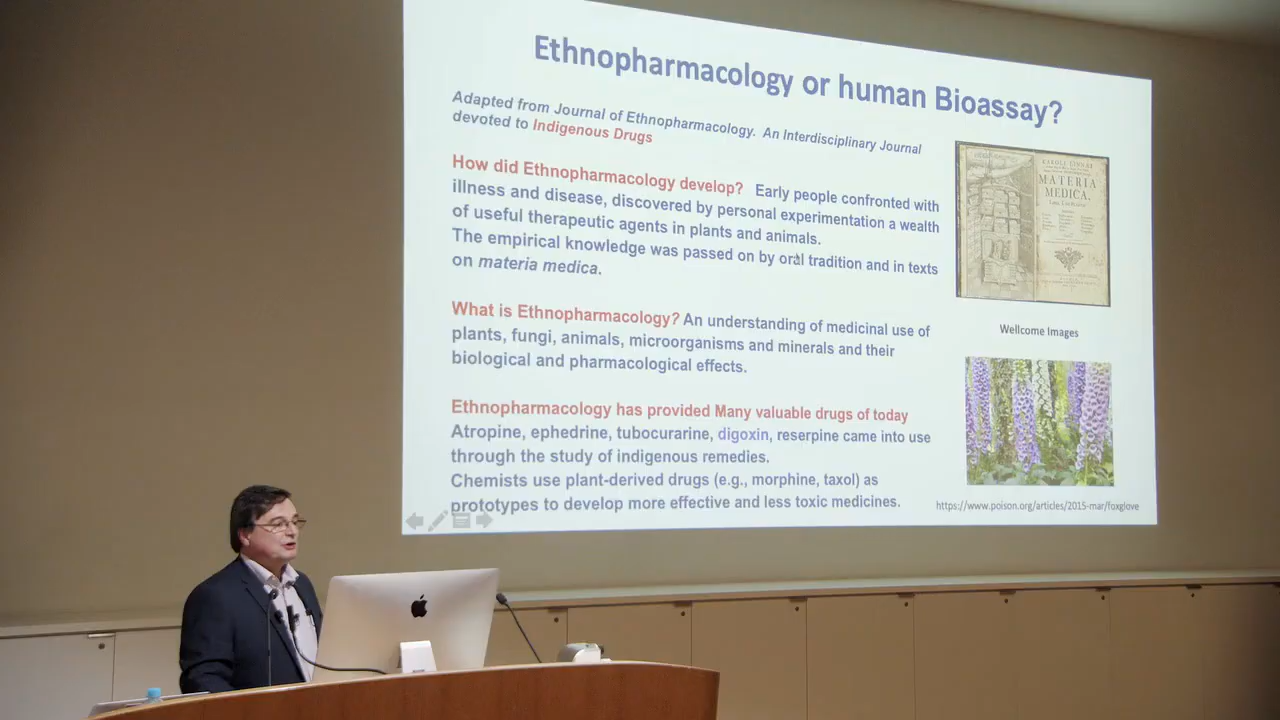 Ethnopharmacology or human Bioassay?
Adapted from Journal of Ethnopharmacology. An Interdisciplinary Journal
devoted to Indigenous Drugs
How did Ethnopharmacology develop? Early people confronted with
illness and disease, discovered by personal experimentation a wealth
of useful therapeutic agents in plants and animals.
The empirical knowledge was passed on by oral tradition and in texts
on materia medica.
What is Ethnopharmacology? An understanding of medicinal use of
plants, fungi, animals, microorganisms and minerals and their
biological and pharmacological effects.
Ethnopharmacology has provided Many valuable drugs of today
Atropine, ephedrine, tubocurarine, digoxin, reserpine came into use
through the study of indigenous remedies.
Chemists use plant-derived drugs (e.g., morphine, taxol) as
prototypes to develop more effective and less toxic medicines.
MATERIA
MEDICA.
Wellcome Images
https://www.poison.org/articles/2015-mar/foxglove